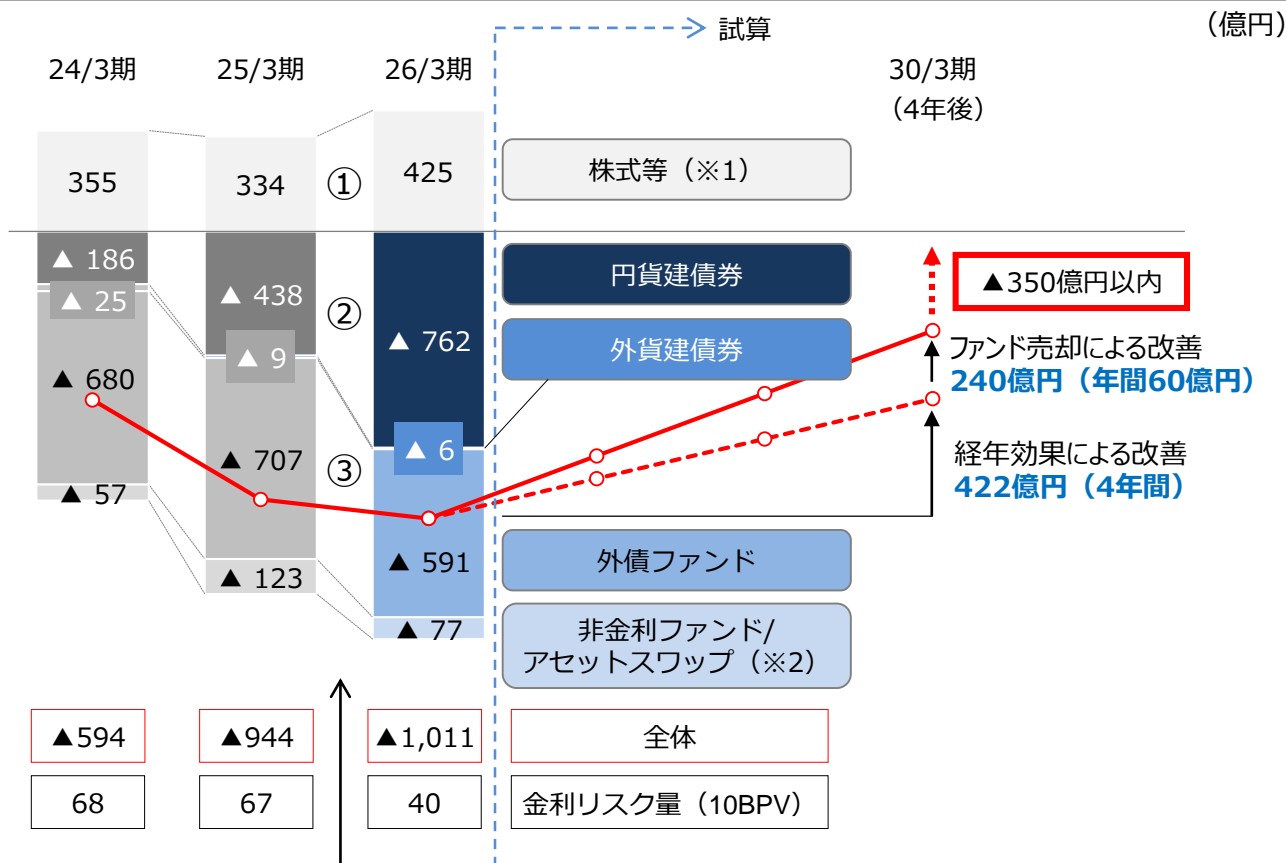 (億円)
試算
24/3期
25/3期
26/3期
30/3期
（4年後）
355
334
①
425
株式等（※1）
▲ 186
▲ 25
▲ 680
▲ 57
▲ 438
▲ 9
▲ 707
▲ 123
②
③
▲ 762
▲ 6
▲ 591
▲ 77
円貨建債券
外貨建債券
外債ファンド
非金利ファンド/
アセットスワップ（※2）
▲350億円以内
ファンド売却による改善
240億円（年間60億円）
経年効果による改善
422億円（4年間）
▲594
▲944
▲1,011
全体
68
67
40
金利リスク量（10BPV）